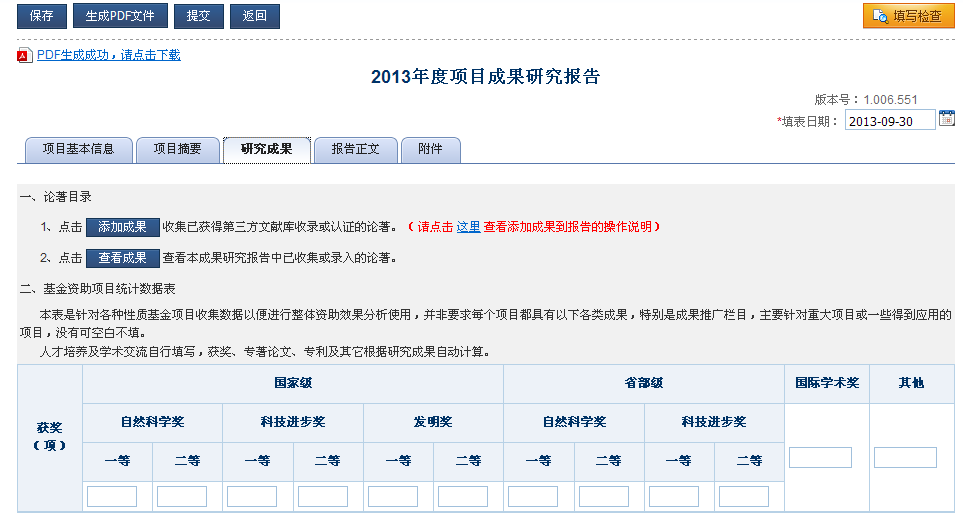 保存 生成PDF文件 提交 返回 填写检查
PDF生成成功，请点击下载
2013年度项目成果研究报告
版本号：1.006.551
*填表日期： 2013-09-30
项目基本信息 项目摘要 研究成果 报告正文 附件
一、论著目录
1、点击 添加成果 收集已获得第三方文献库收录或认证的论著。（请点击 这里 查看添加成果到报告的操作说明）
2、点击 查看成果 查看本成果研究报告中已收集或录入的论著。
二、基金资助项目统计数据表
本表是针对各种性质基金项目收集数据以便进行整体资助效果分析使用，并非要求每个项目都具有以下各类成果，特别是成果推广栏目，主要针对重大项目或一些得到应用的
项目，没有可空白不填。
人才培养及学术交流自行填写，获奖、专著论文、专利及其它根据研究成果自动计算。
国家级 省部级 国际学术奖 其他
自然科学奖 科技进步奖 发明奖 自然科学奖 科技进步奖
获奖
（项）
一等 二等 一等 二等 一等 二等 一等 二等 一等 二等